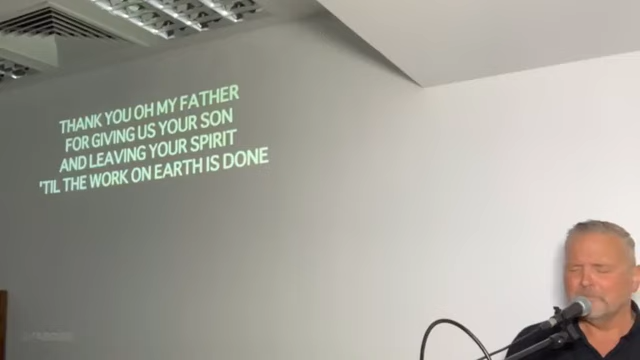 THANK YOU OH MY FATHER
FOR GIVING US YOUR SON
AND LEAVING YOUR SPIRIT
'TIL THE WORK ON EARTH IS DONE